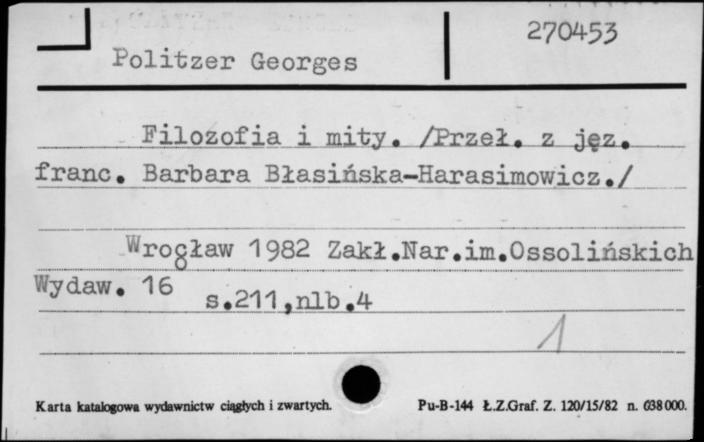 270453
Politzer Georges
Filozofia i mity. /Przeł. z jęz.
franc. Barbara Błasińska-Harasimowicz./
Wrocław 1982 Zakł.Nar.im.Ossolińskich
Wydaw. 16 8
s.211,nlb.4
1
Karta katalogowa wydawnictw ciągłych i zwartych. Pu-B-144 Ł.Z.Graf. Z. 120/15/82 n. 638000.